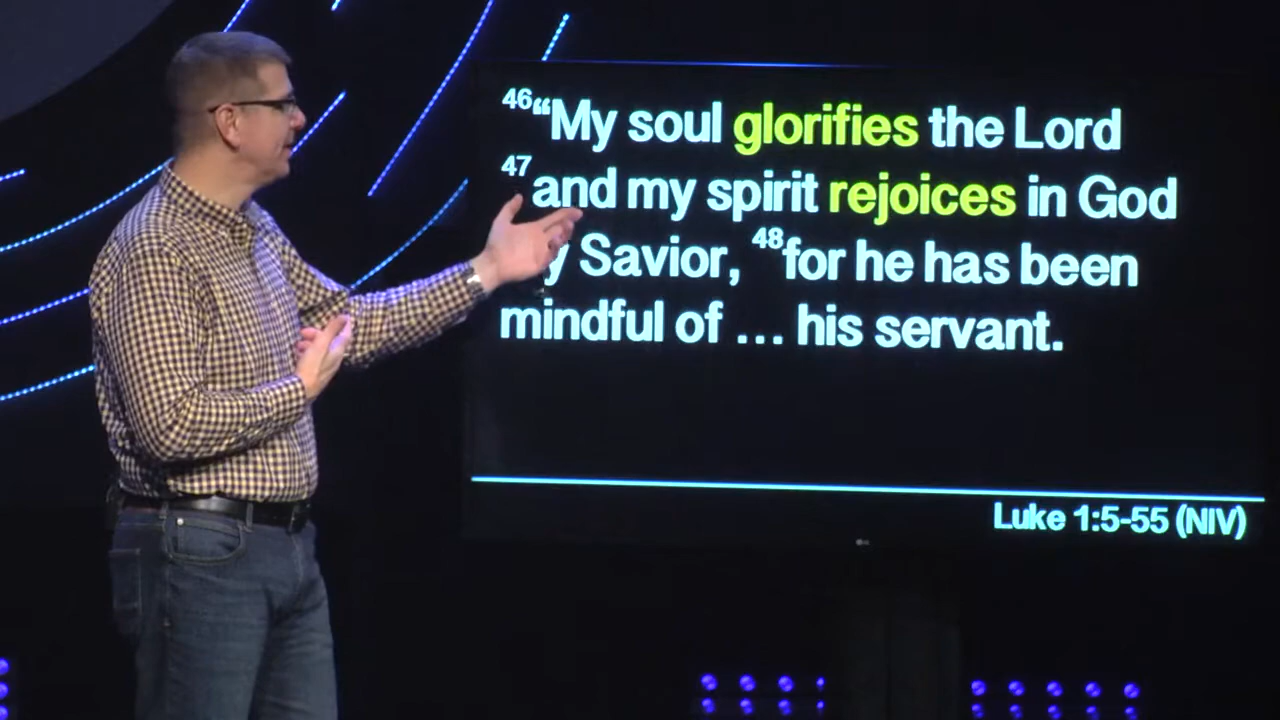 46“My soul glorifies the Lord
47and my spirit rejoices in God
y Savior, 48for he has been
mindful of ... his servant.
Luke 1:5-55 (NIV)
LG